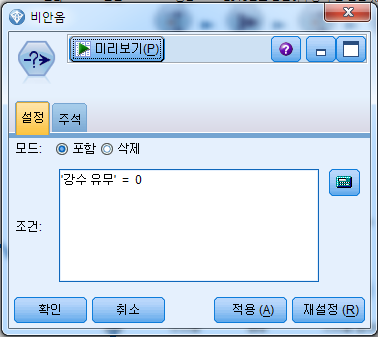 비안옴
미리보기(P)
설정 주석
모드: 포함 삭제
'강수 유무' = 0
조건:
확인 취소 적용 (A) 재설정 (R)